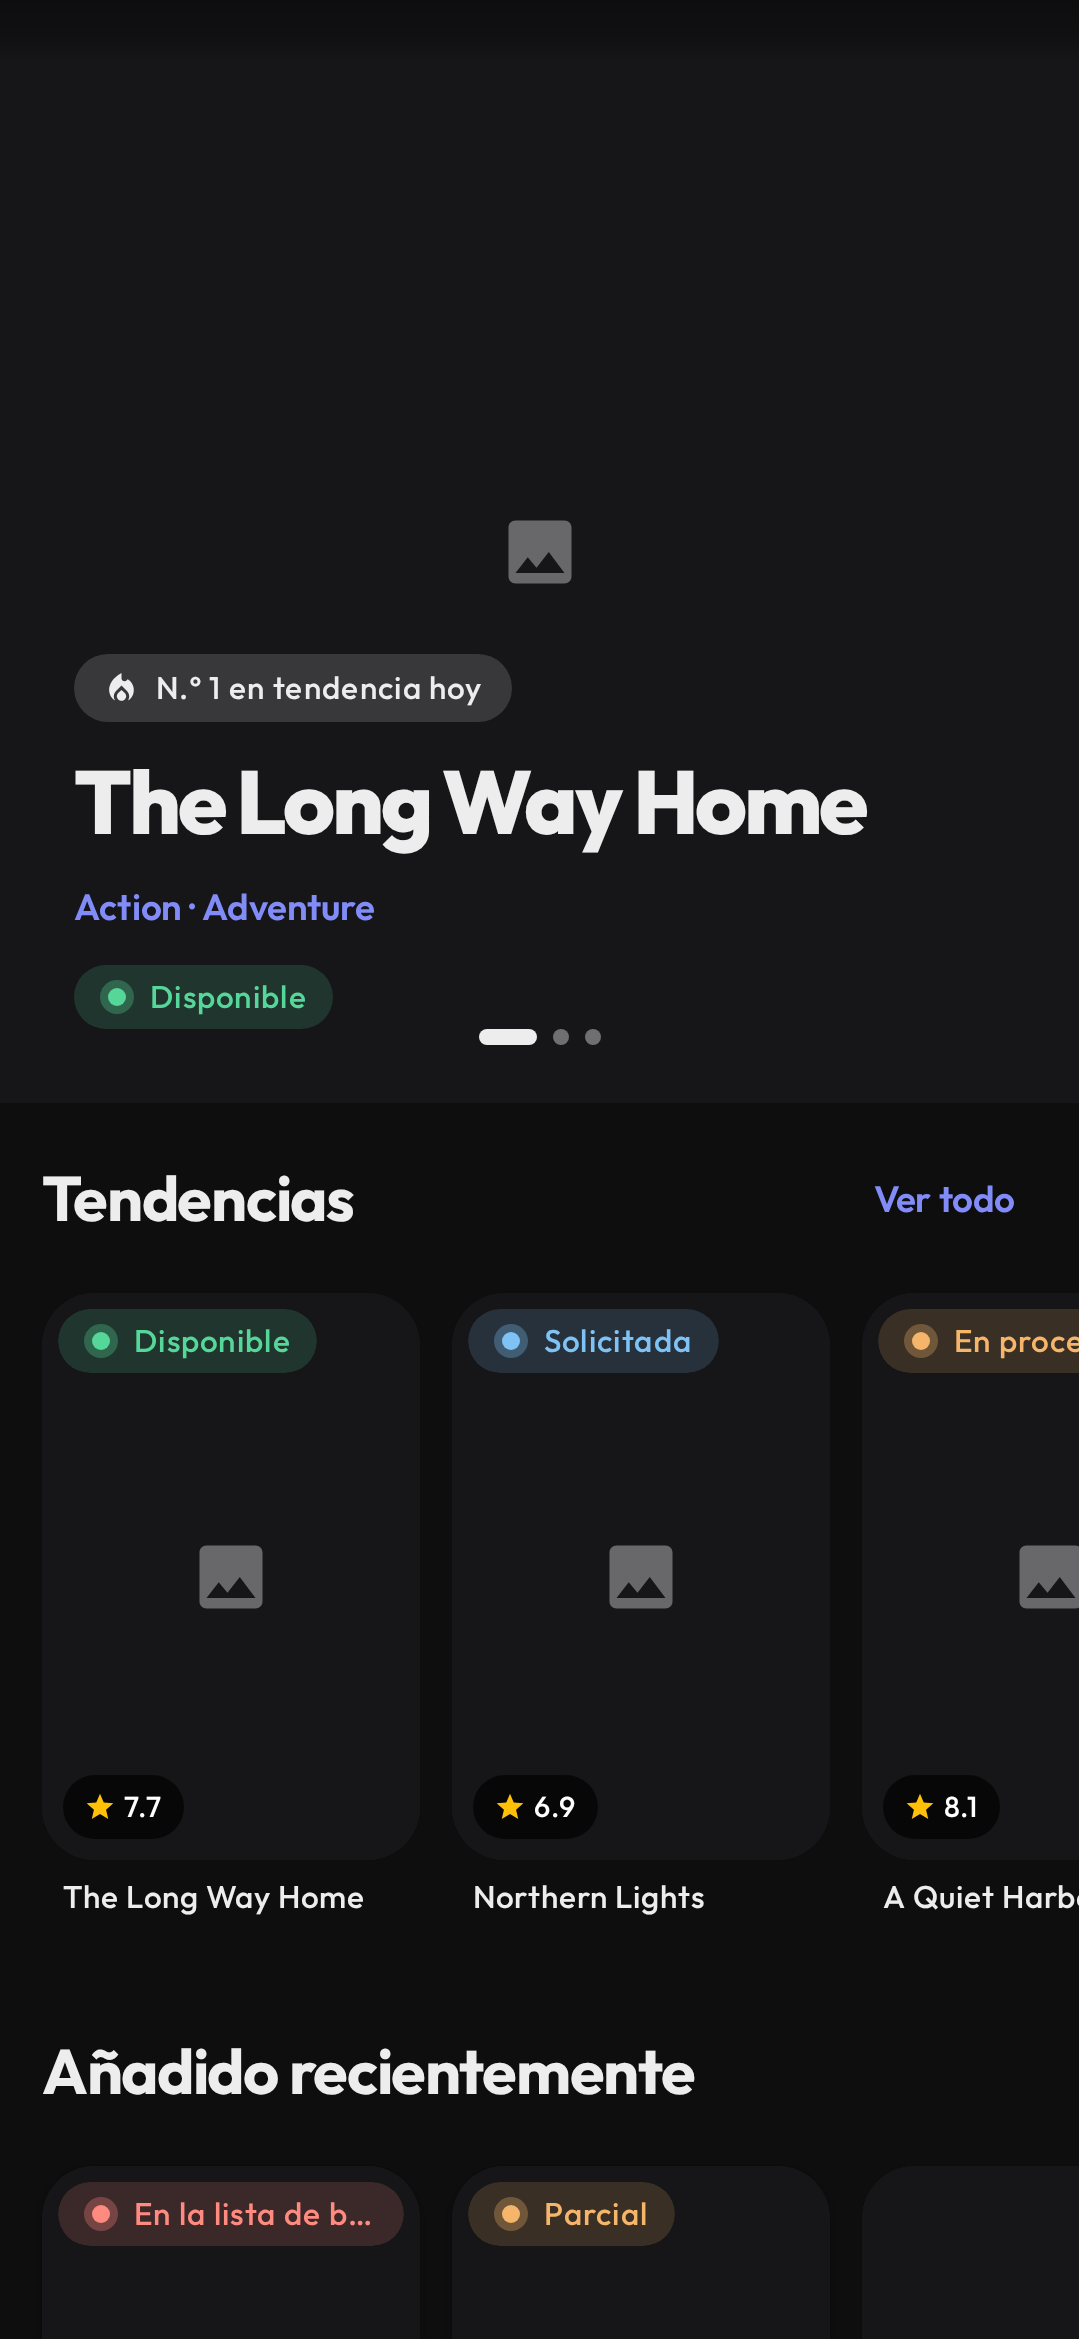 N.º 1 en tendencia hoy
The Long Way Home
Action · Adventure
Disponible
Tendencias
Ver todo
Disponible
Solicitada
En proce
7.7
6.9
8.1
The Long Way Home
Northern Lights
A Quiet Harb
Añadido recientemente
En la lista de b...
Parcial